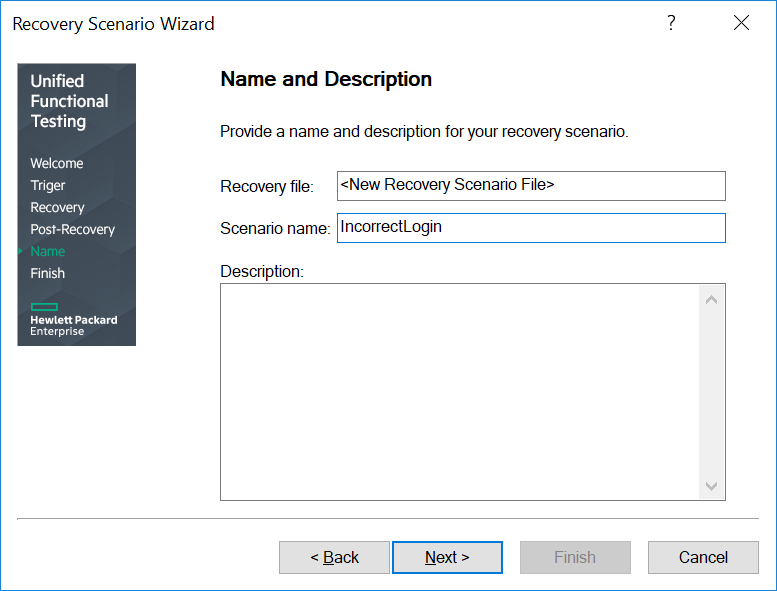 Recovery Scenario Wizard
?
Unified
Functional
Testing
Welcome
Triger
Recovery
Post-Recovery
Name
Finish
Hewlett Packard
Enterprise
Name and Description
Provide a name and description for your recovery scenario.
Recovery file: <New Recovery Scenario File>
Scenario name: IncorrectLogin
Description:
< Back Next > Finish Cancel